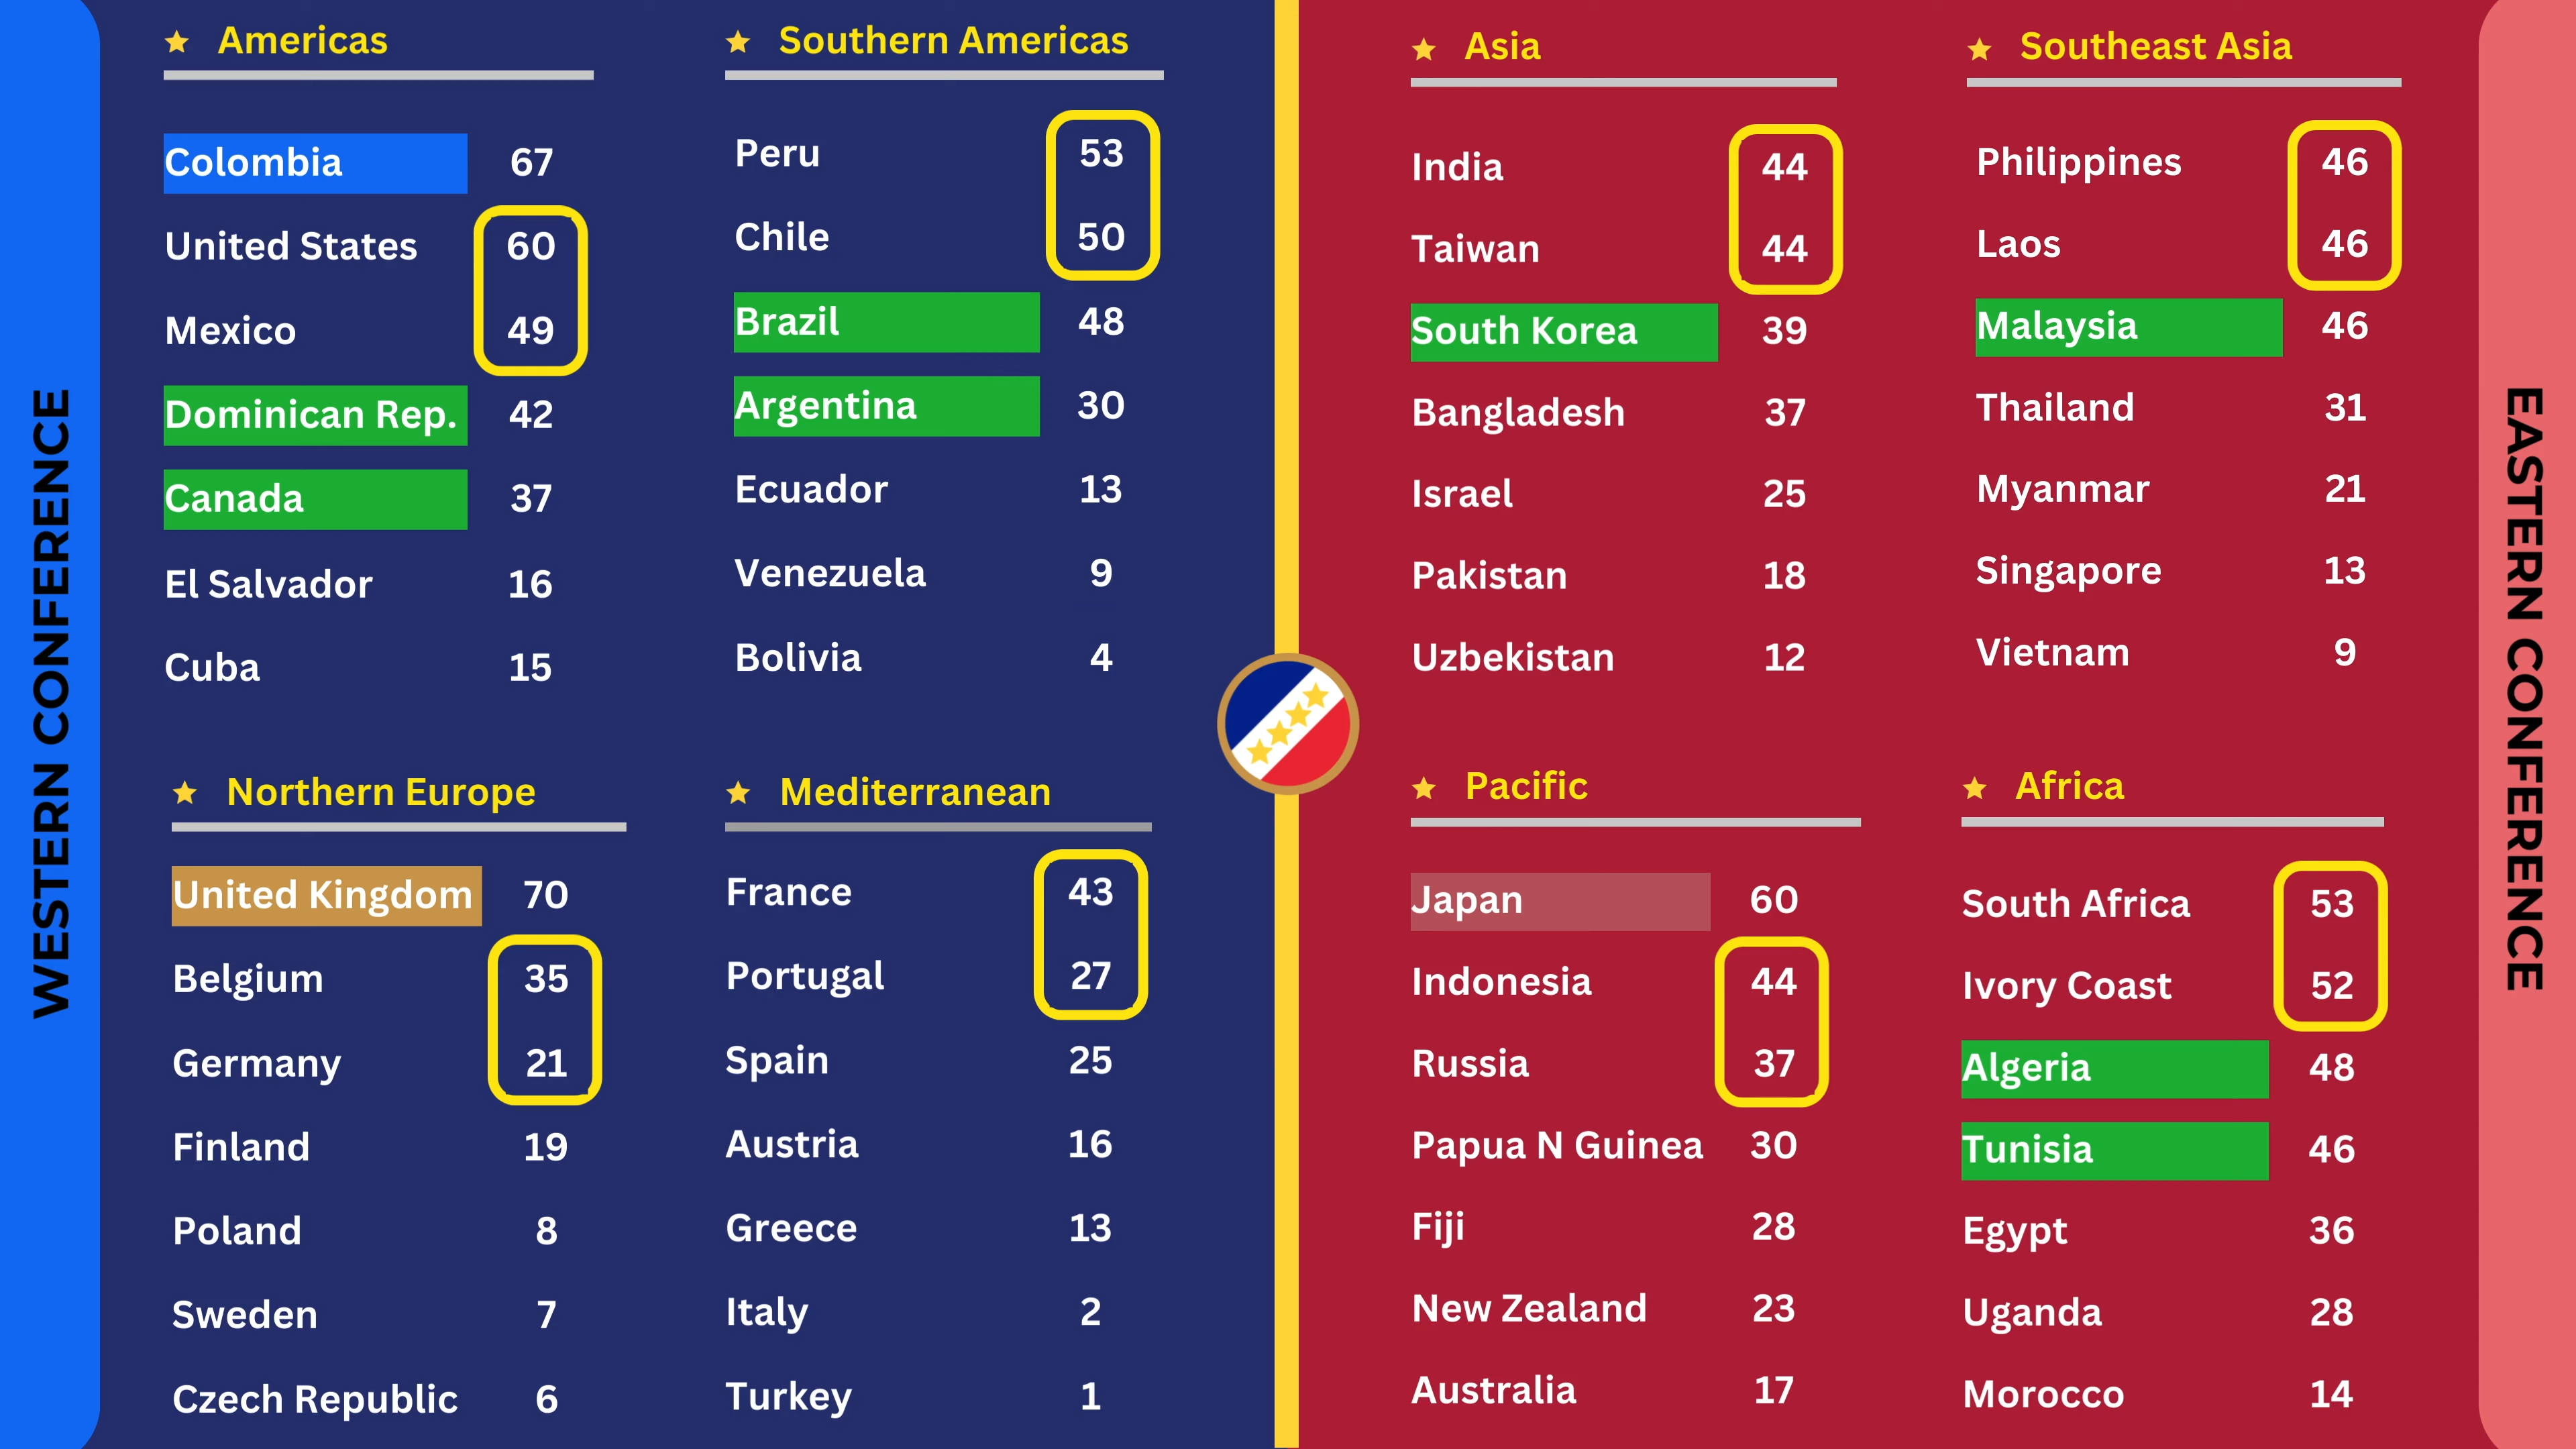 WESTERN CONFERENCE
Americas
Colombia 67
United States 60
Mexico 49
Dominican Rep. 42
Canada 37
El Salvador 16
Cuba 15
Southern Americas
Peru 53
Chile 50
Brazil 48
Argentina 30
Ecuador 13
Venezuela 9
Bolivia 4
Northern Europe
United Kingdom 70
Belgium 35
Germany 21
Finland 19
Poland 8
Sweden 7
Czech Republic 6
Mediterranean
France 43
Portugal 27
Spain 25
Austria 16
Greece 13
Italy 2
Turkey 1
Asia
India 44
Taiwan 44
South Korea 39
Bangladesh 37
Israel 25
Pakistan 18
Uzbekistan 12
Southeast Asia
Philippines 46
Laos 46
Malaysia 46
Thailand 31
Myanmar 21
Singapore 13
Vietnam 9
Pacific
Japan 60
Indonesia 44
Russia 37
Papua N Guinea 30
Fiji 28
New Zealand 23
Australia 17
Africa
South Africa 53
Ivory Coast 52
Algeria 48
Tunisia 46
Egypt 36
Uganda 28
Morocco 14
EASTERN CONFERENCE